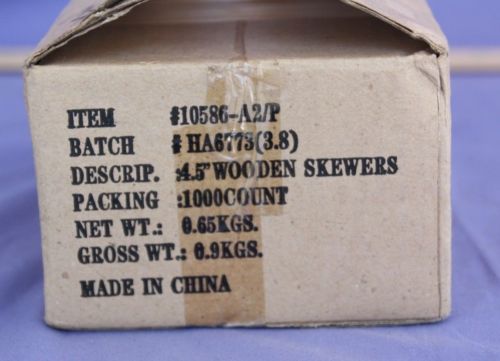 ITEM #10586-A2/P
BATCH # HA6773(3.8)
DESCRIP. :4.5"WOODEN SKEWERS
PACKING :1000COUNT
NET WT.: 0.65KGS.
GROSS WT.: 0.9KGS.
MADE IN CHINA